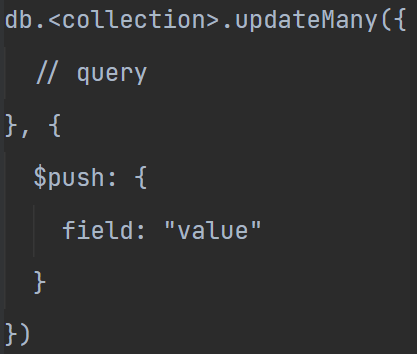 db.<collection>.updateMany({
// query
}, {
$push: {
field: "value"
}
})